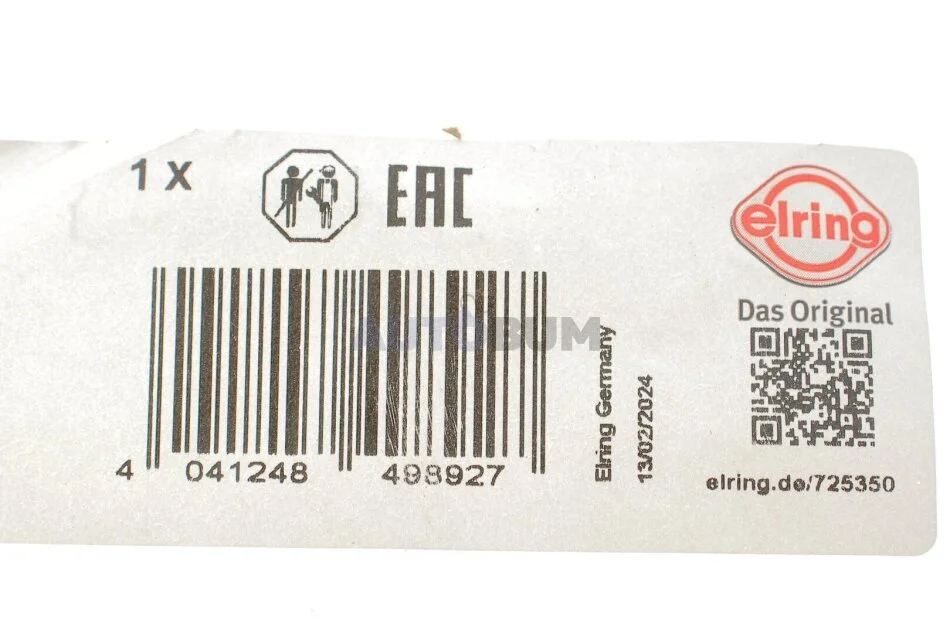 1 X
EAC
elring
Das Original
AUTOBUM
Elring Germany
13/02/2024
4 041248 498927
elring.de/725350